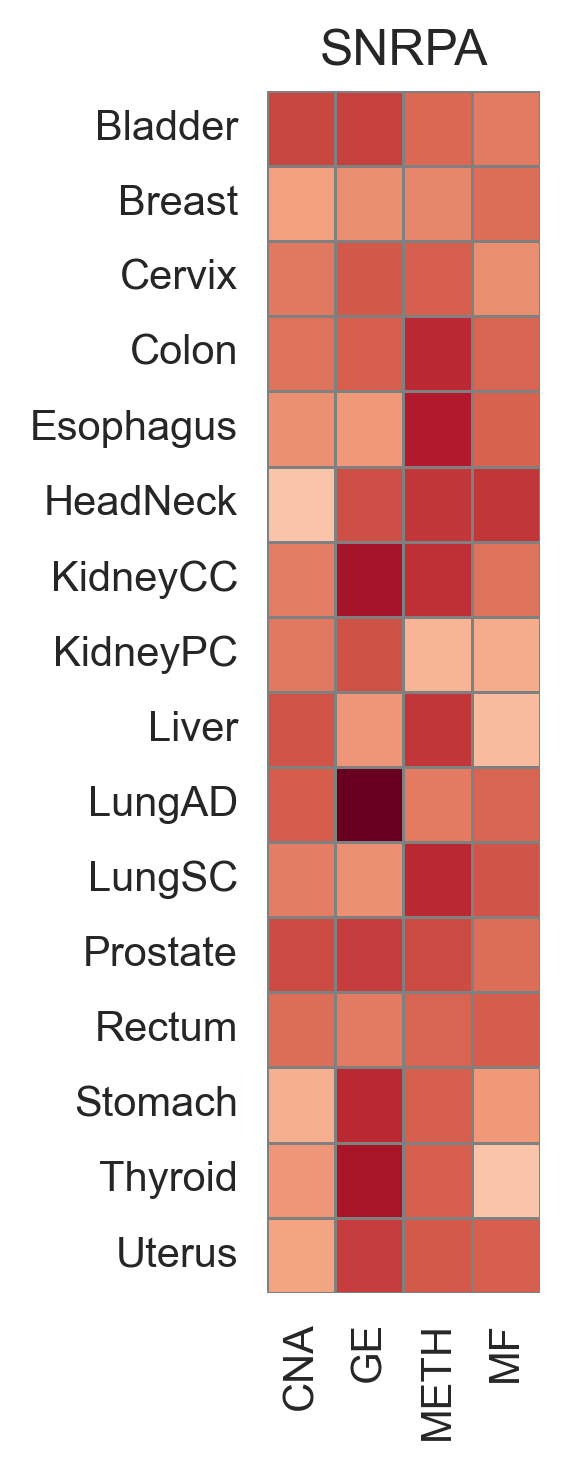 SNRPA
Bladder
Breast
Cervix
Colon
Esophagus
HeadNeck
KidneyCC
KidneyPC
Liver
LungAD
LungSC
Prostate
Rectum
Stomach
Thyroid
Uterus
CNA
GE
METH
MF